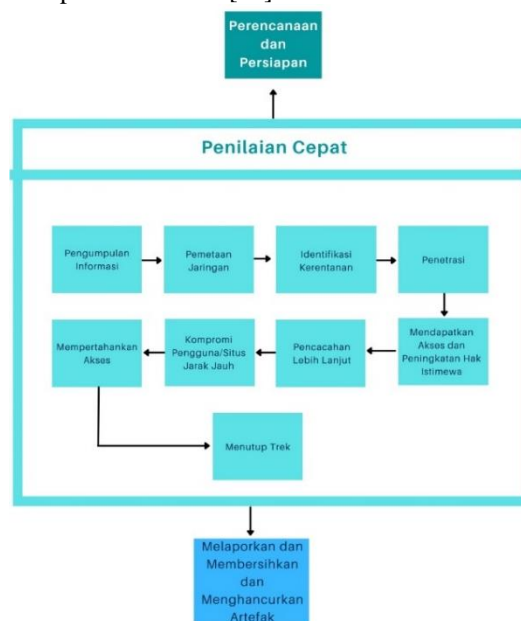 Perencanaan
dan
Persiapan
Penilaian Cepat
Pengumpulan
Informasi
Pemetaan
Jaringan
Identifikasi
Kerentanan
Penetrasi
Mempertahankan
Akses
Kompromi
Pengguna/Situs
Jarak Jauh
Pencacahan
Lebih Lanjut
Mendapatkan
Akses dan
Peningkatan Hak
Istimewa
Menutup Trek
Melaporkan dan
Membersihkan
dan
Menghancurkan
Artefak